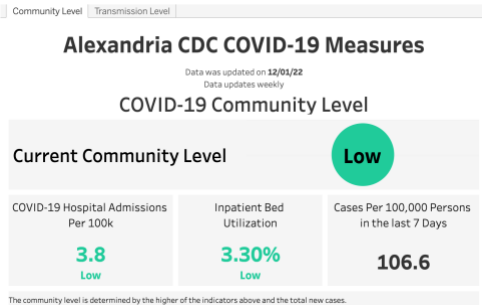 Community Level Transmission Level
Alexandria CDC COVID-19 Measures
Data was updated on 12/01/22
Data updates weekly
COVID-19 Community Level
Current Community Level
Low
COVID-19 Hospital Admissions
Per 100k
3.8
Low
Inpatient Bed
Utilization
3.30%
Low
Cases Per 100,000 Persons
in the last 7 Days
106.6
The community level is determined by the higher of the indicators above and the total new cases.